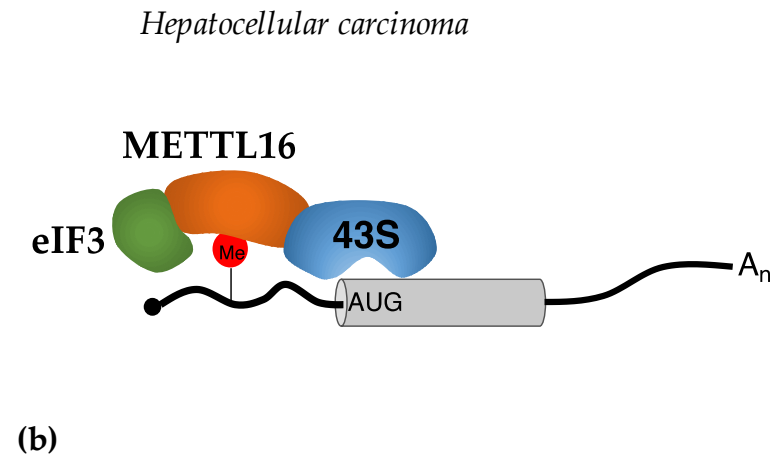 Hepatocellular carcinoma
METTL16
eIF3
43S
Me
AUG
An
(b)